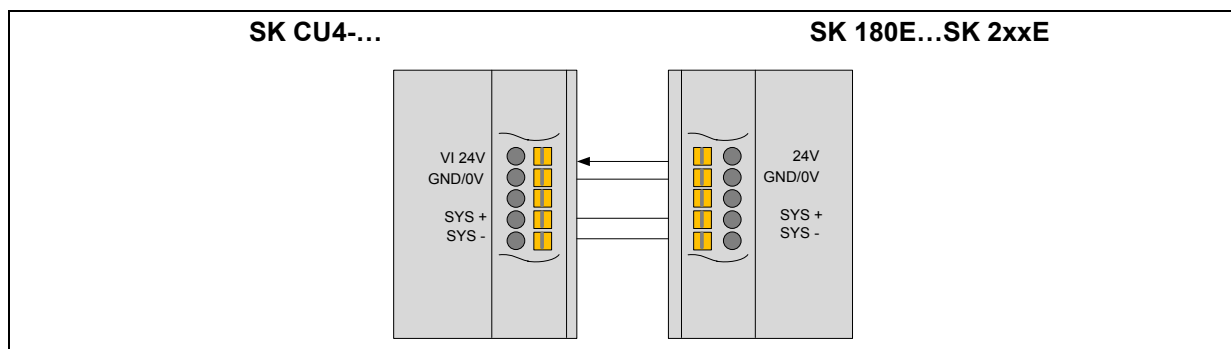 SK CU4-... SK 180E...SK 2xxE
VI 24V 24V
GND/0V GND/0V
SYS + SYS +
SYS - SYS -